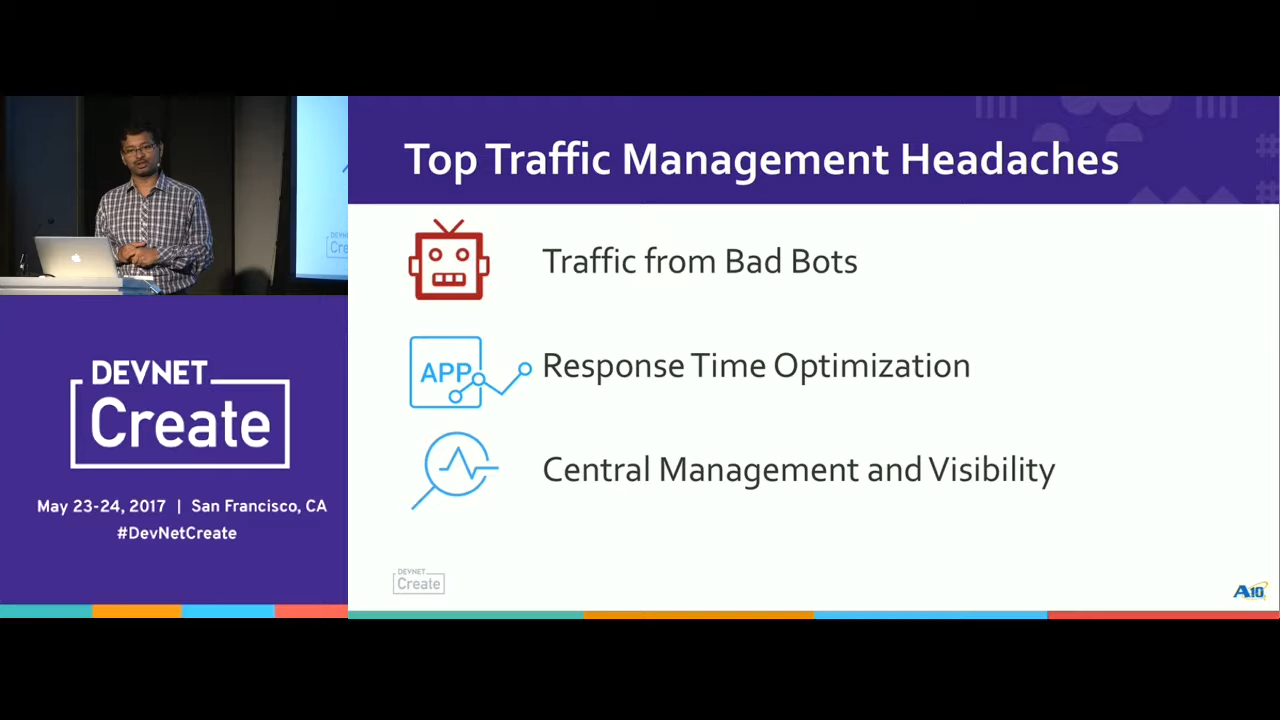 Top Traffic Management Headaches
Traffic from Bad Bots
APP
Response Time Optimization
Central Management and Visibility
DEVNET
Create
May 23-24, 2017 | San Francisco, CA
#DevNetCreate
DEVNET
Create
A10